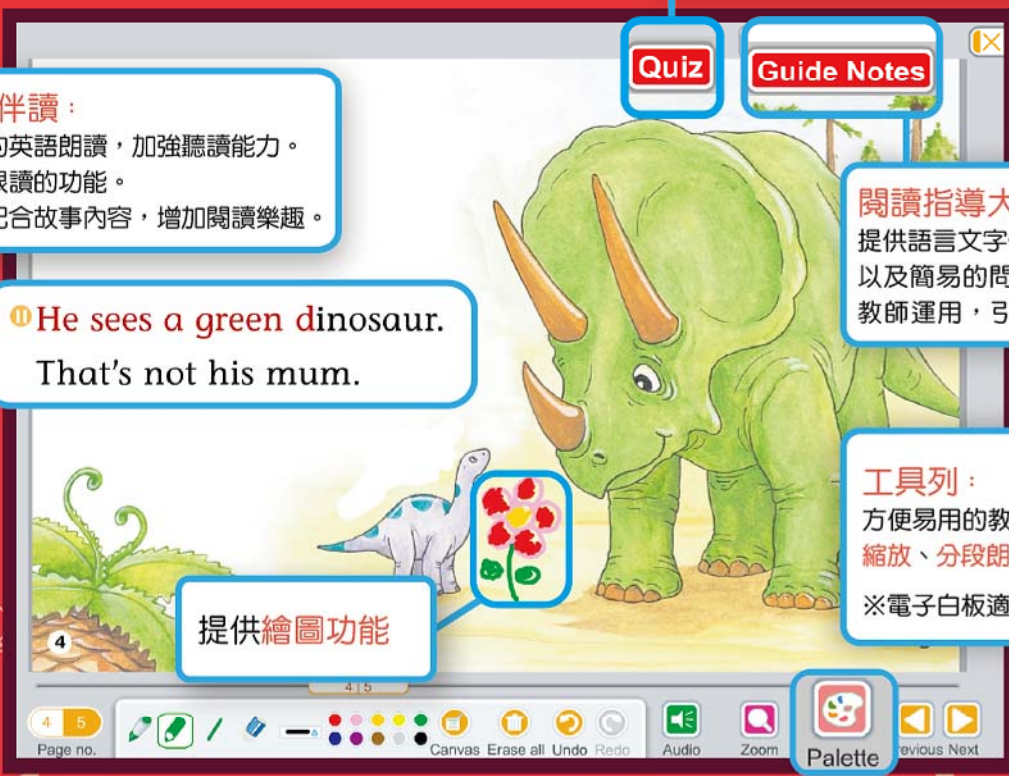 Quiz
Guide Notes
伴讀：
的英語朗讀，加強聽讀能力。
跟讀的功能。
配合故事內容，增加閱讀樂趣。
閱讀指導大
提供語言文字
以及簡易的問
教師運用，引
He sees a green dinosaur.
That's not his mum.
工具列：
方便易用的教
縮放、分段朗
※電子白板適
提供繪圖功能
4
4|5
4 5
Page no.
Canvas Erase all Undo Redo
Audio
Zoom
Palette
evious Next